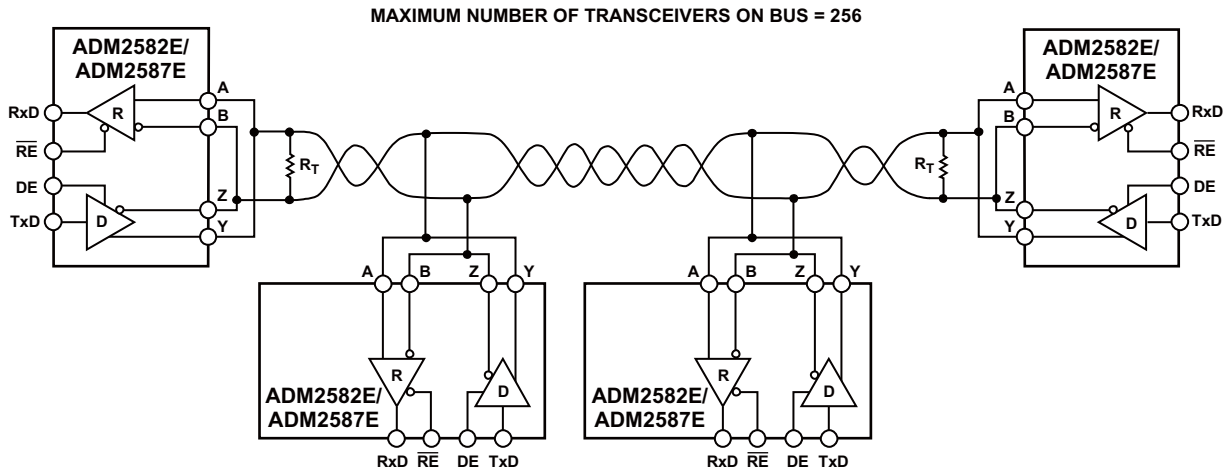 MAXIMUM NUMBER OF TRANSCEIVERS ON BUS = 256
ADM2582E/
ADM2587E
A
B
Z
Y
R
D
RxD
RE
DE
TxD
RT
RT
ADM2582E/
ADM2587E
A
B
Z
Y
R
D
RxD
RE
DE
TxD
A
B
Z
Y
R
D
ADM2582E/
ADM2587E
RxD RE DE TxD
A
B
Z
Y
R
D
ADM2582E/
ADM2587E
RxD RE DE TxD